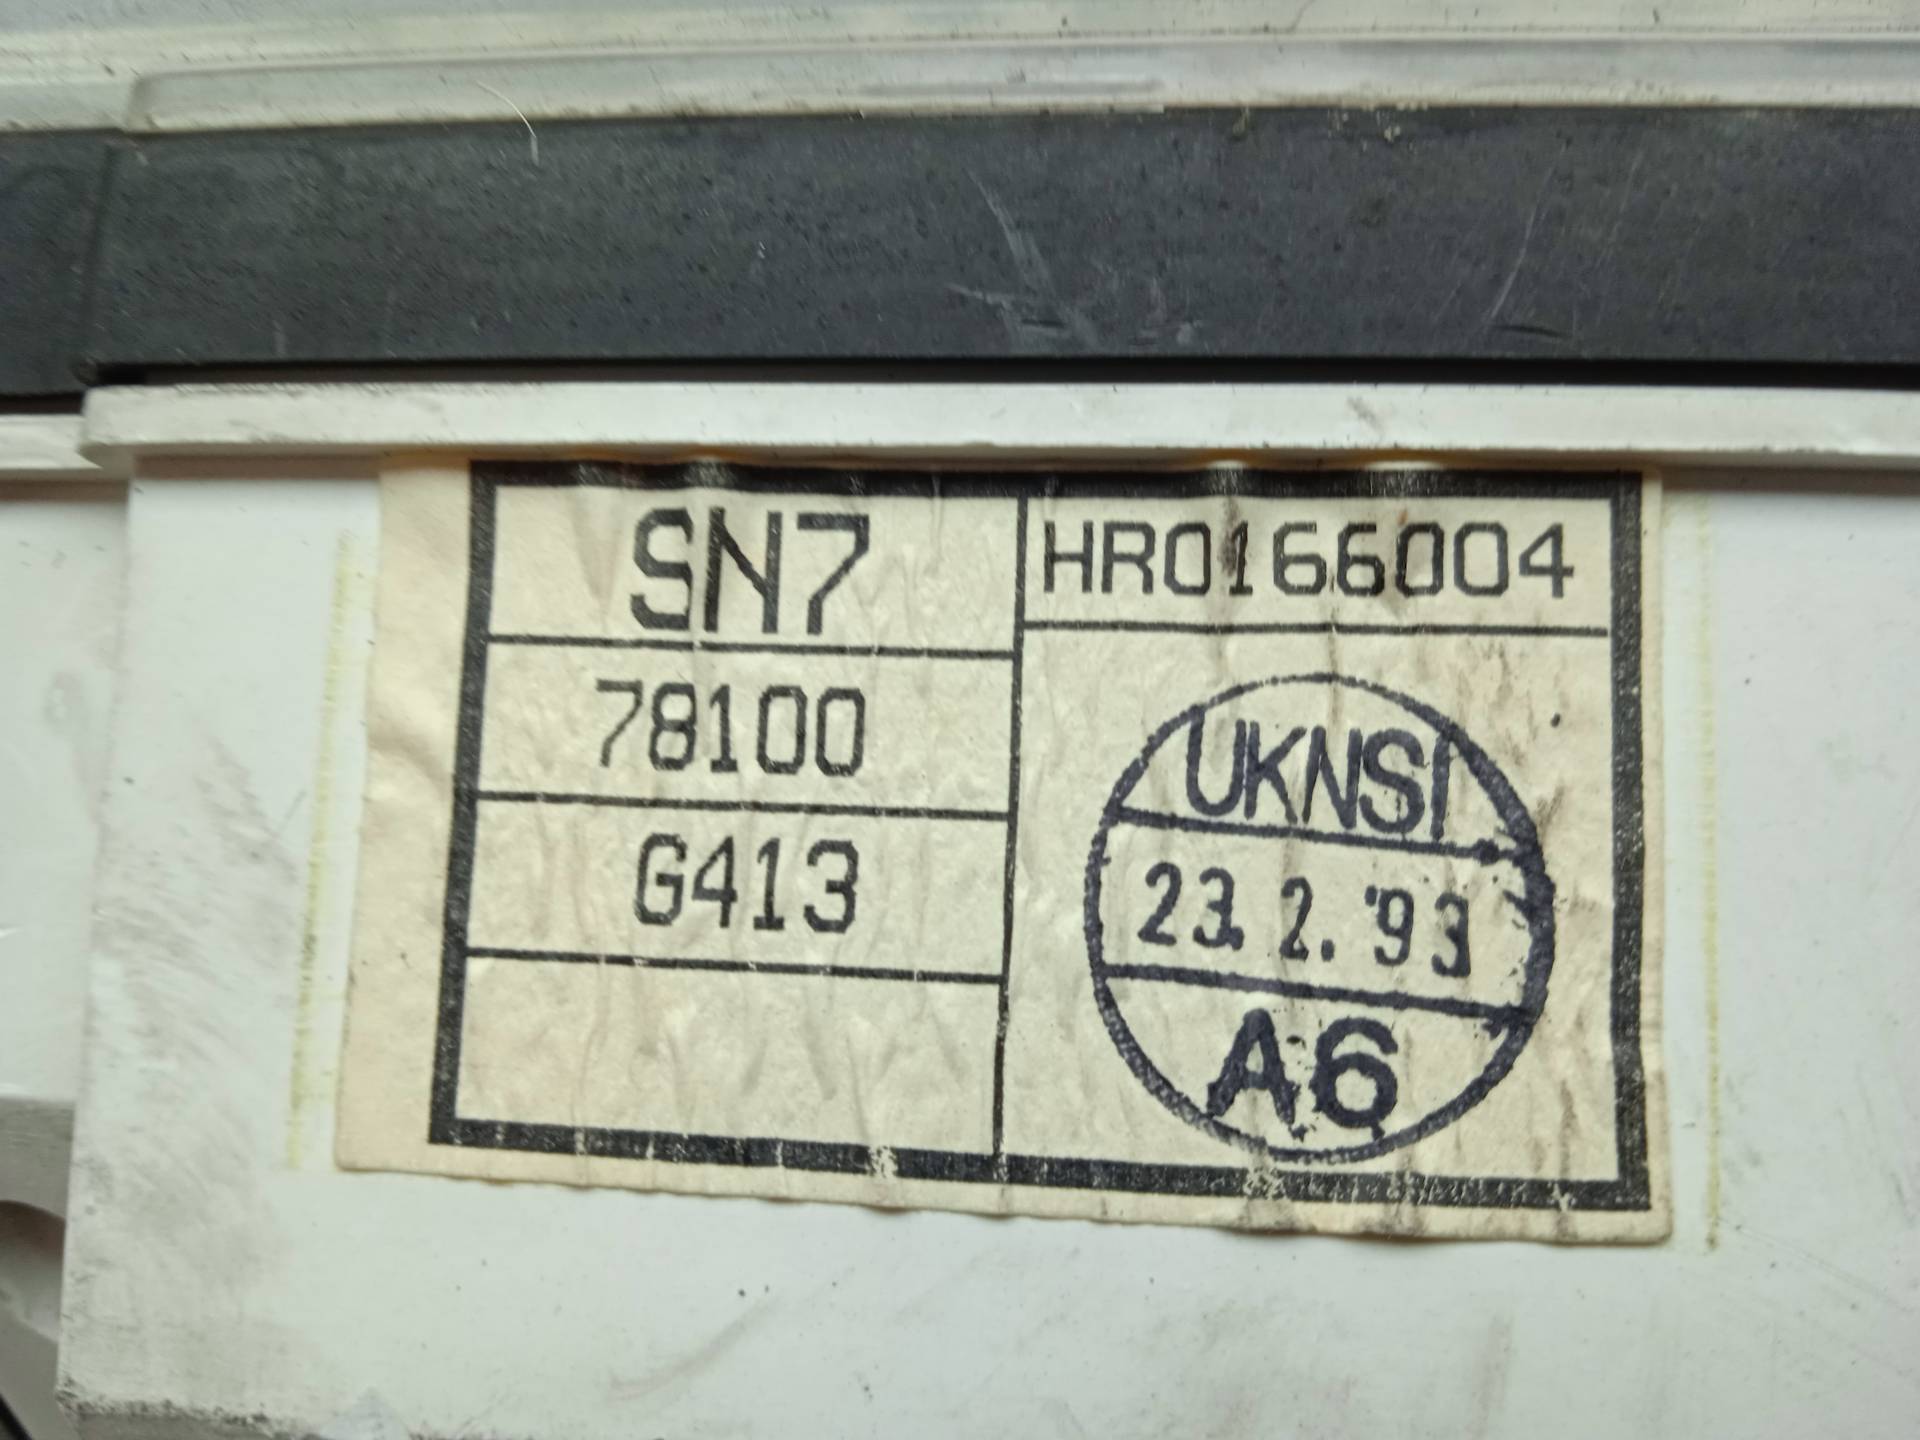 SN7
78100
G413
HR0166004
UKNSI
23. 2. '93
A6